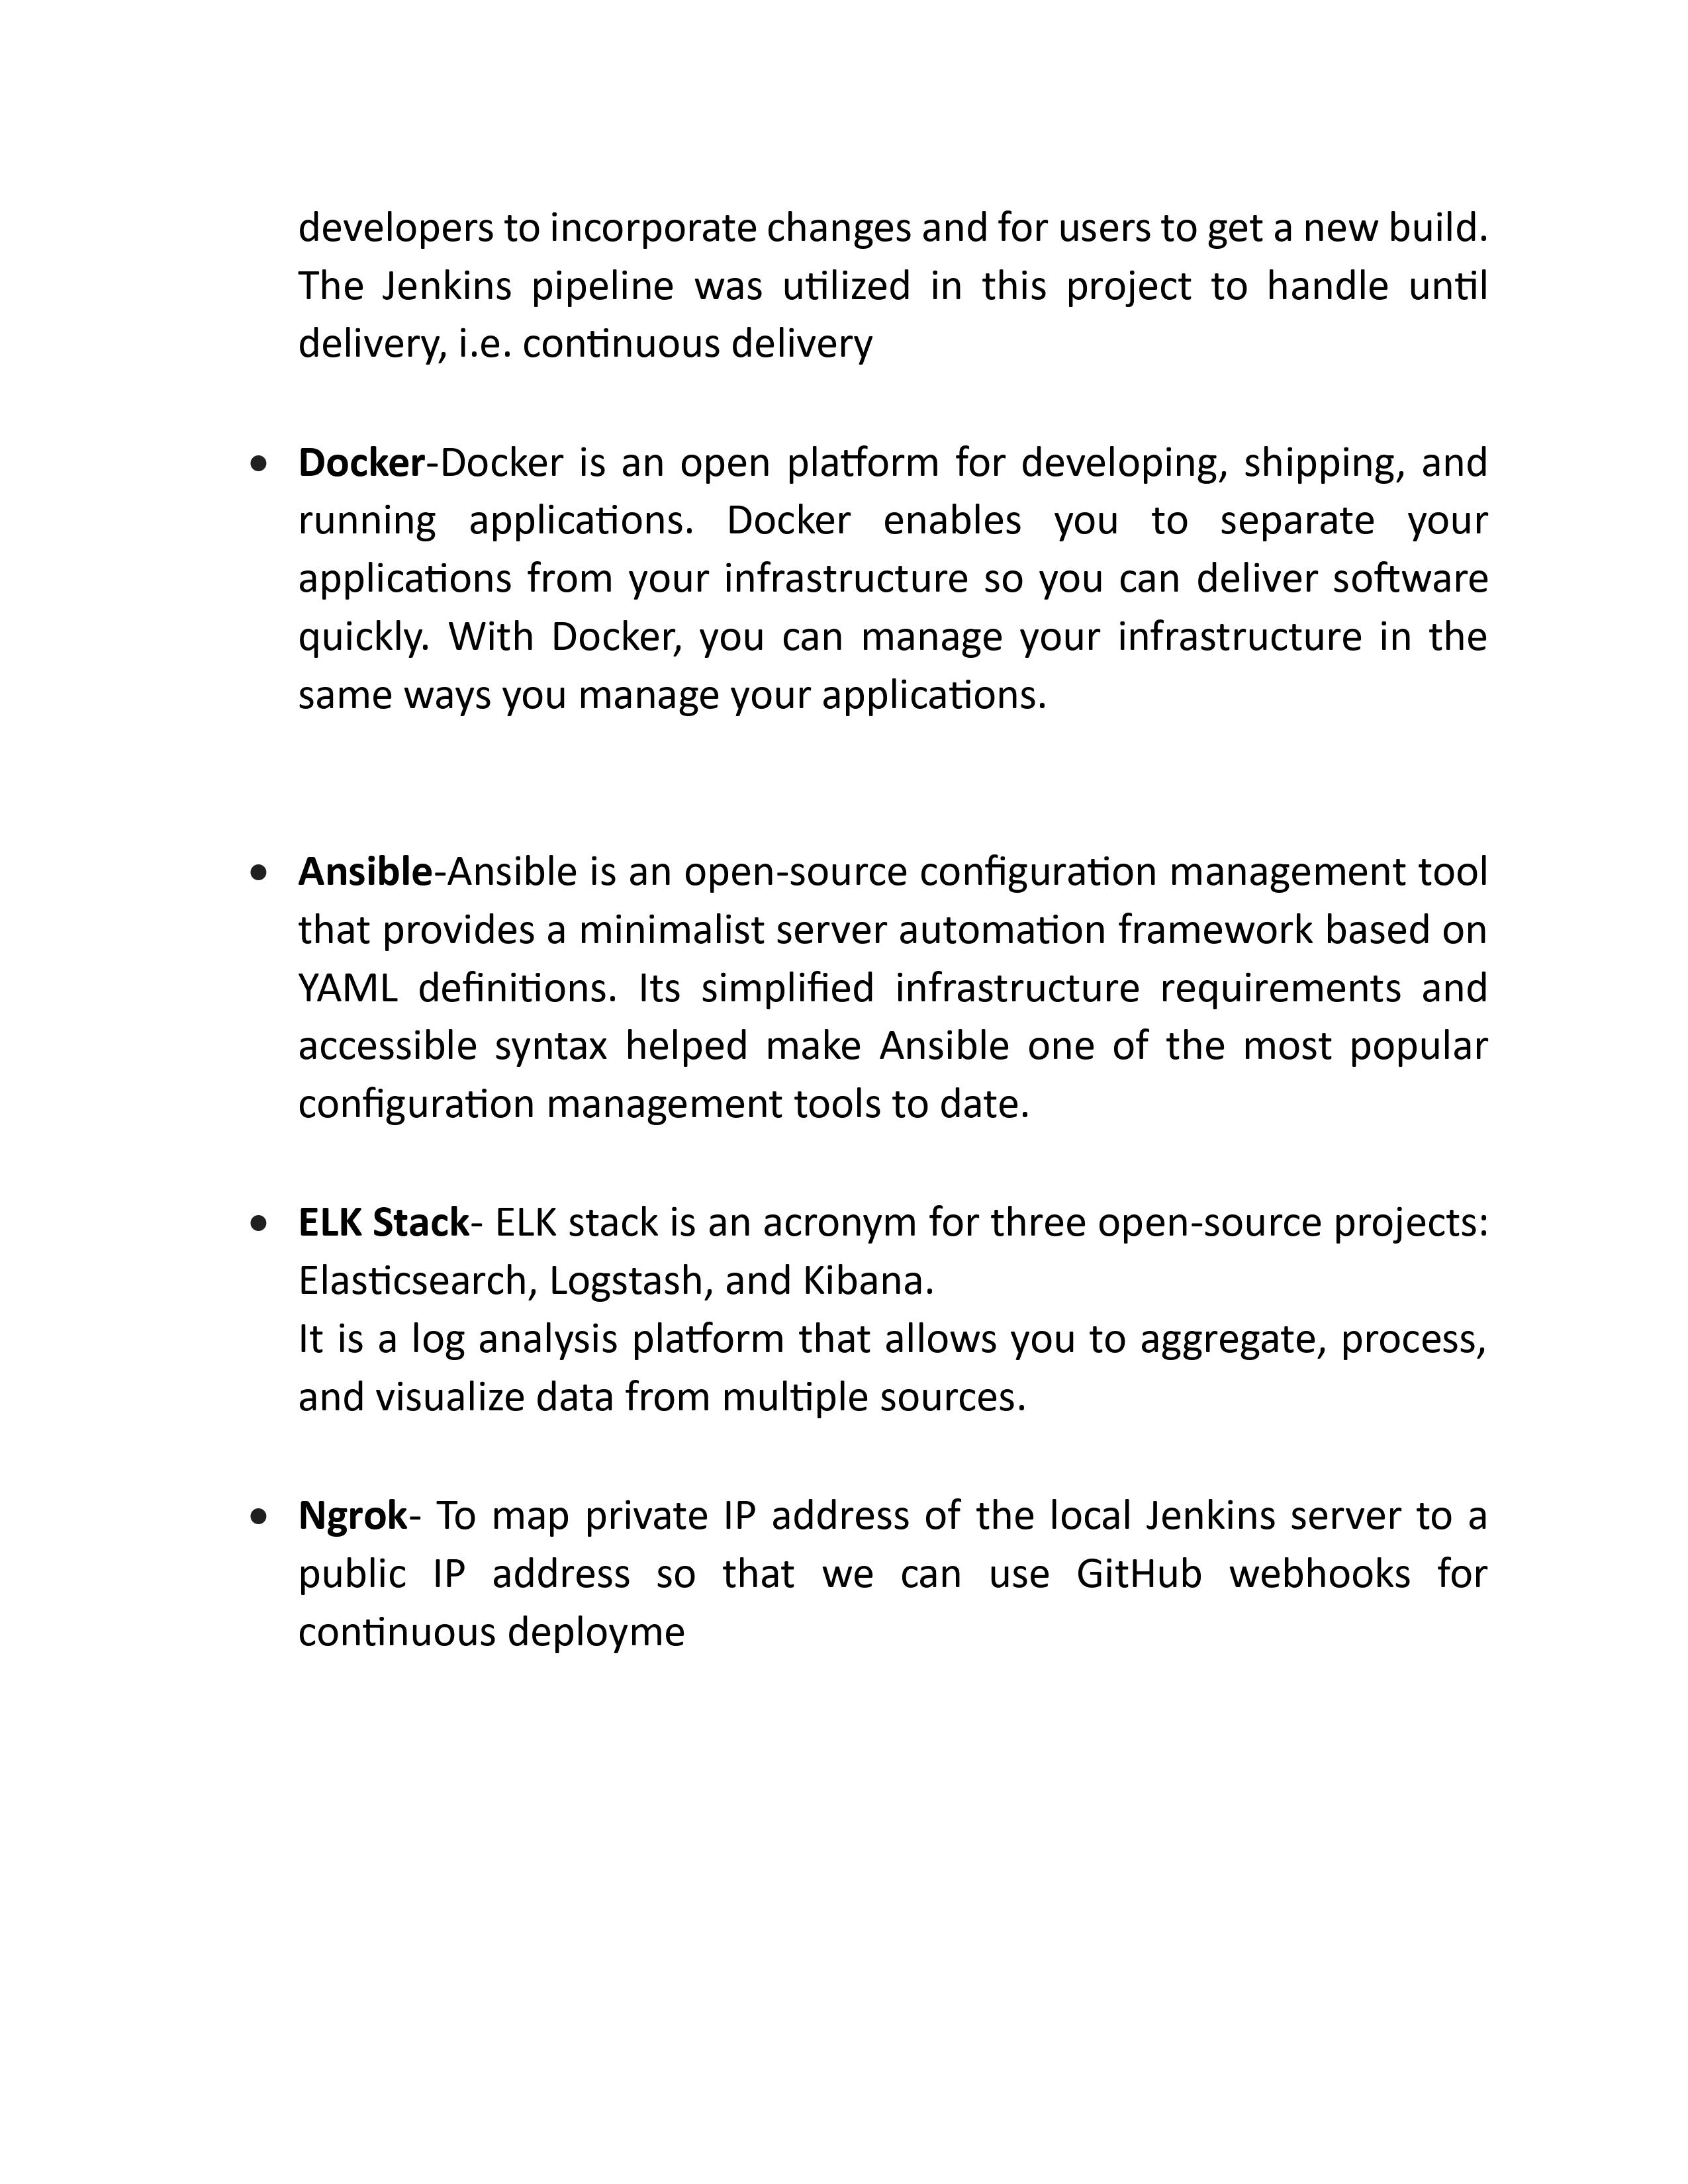 developers to incorporate changes and for users to get a new build.
The Jenkins pipeline was utilized in this project to handle until
delivery, i.e. continuous delivery
• Docker-Docker is an open platform for developing, shipping, and
running applications. Docker enables you to separate your
applications from your infrastructure so you can deliver software
quickly. With Docker, you can manage your infrastructure in the
same ways you manage your applications.
• Ansible-Ansible is an open-source configuration management tool
that provides a minimalist server automation framework based on
YAML definitions. Its simplified infrastructure requirements and
accessible syntax helped make Ansible one of the most popular
configuration management tools to date.
• ELK Stack- ELK stack is an acronym for three open-source projects:
Elasticsearch, Logstash, and Kibana.
It is a log analysis platform that allows you to aggregate, process,
and visualize data from multiple sources.
• Ngrok- To map private IP address of the local Jenkins server to a
public IP address so that we can use GitHub webhooks for
continuous deployme